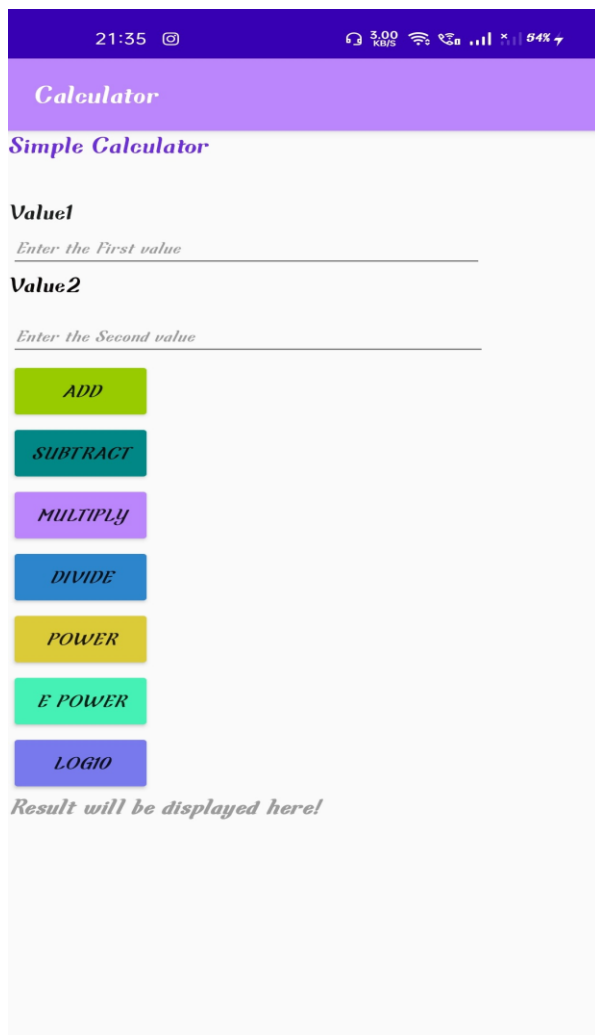 21:35 3.00 KB/S 54%
Calculator
Simple Calculator
Value1
Enter the First value
Value2
Enter the Second value
ADD
SUBTRACT
MULTIPLY
DIVIDE
POWER
E POWER
LOG10
Result will be displayed here!